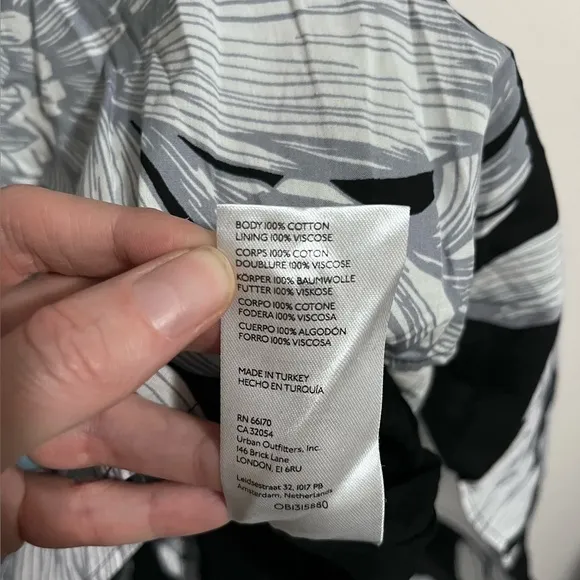 BODY 100% COTTON
LINING 100% VISCOSE
CORPS 100% COTON
DOUBLURE 100% VISCOSE
KÖRPER 100% BAUMWOLLE
FUTTER 100% VISKOSE
CORPO 100% COTONE
FODERA 100% VISCOSA
CUERPO 100% ALGODÓN
FORRO 100% VISCOSA
MADE IN TURKEY
HECHO EN TURQUÍA
RN 66170
CA 32054
Urban Outfitters, Inc.
146 Brick Lane
LONDON, E1 6RU
Leidsestraat 32, 1017 PB
Amsterdam, Netherlands
OB1315880